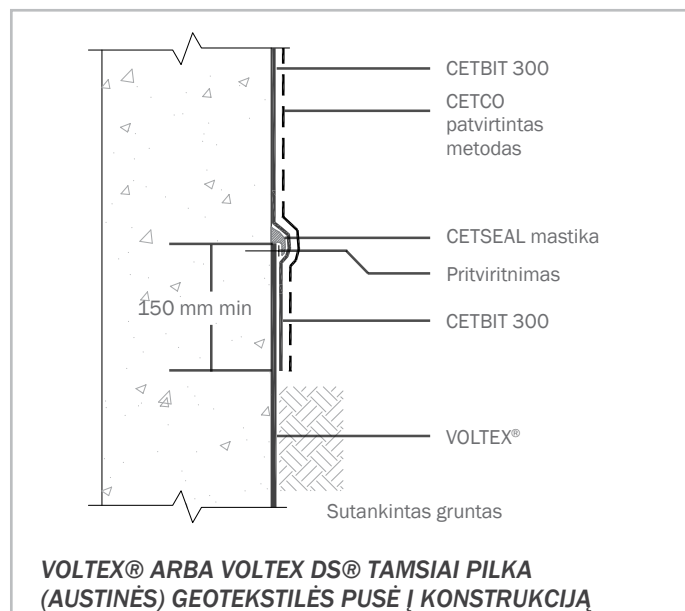 CETBIT 300
CETCO
patvirtintas
metodas
CETSEAL mastika
Pritviritnimas
150 mm min
CETBIT 300
VOLTEX®
Sutankintas gruntas
VOLTEX® ARBA VOLTEX DS® TAMSIAI PILKA
(AUSTINĖS) GEOTEKSTILĖS PUSĖ Į KONSTRUKCIJĄ